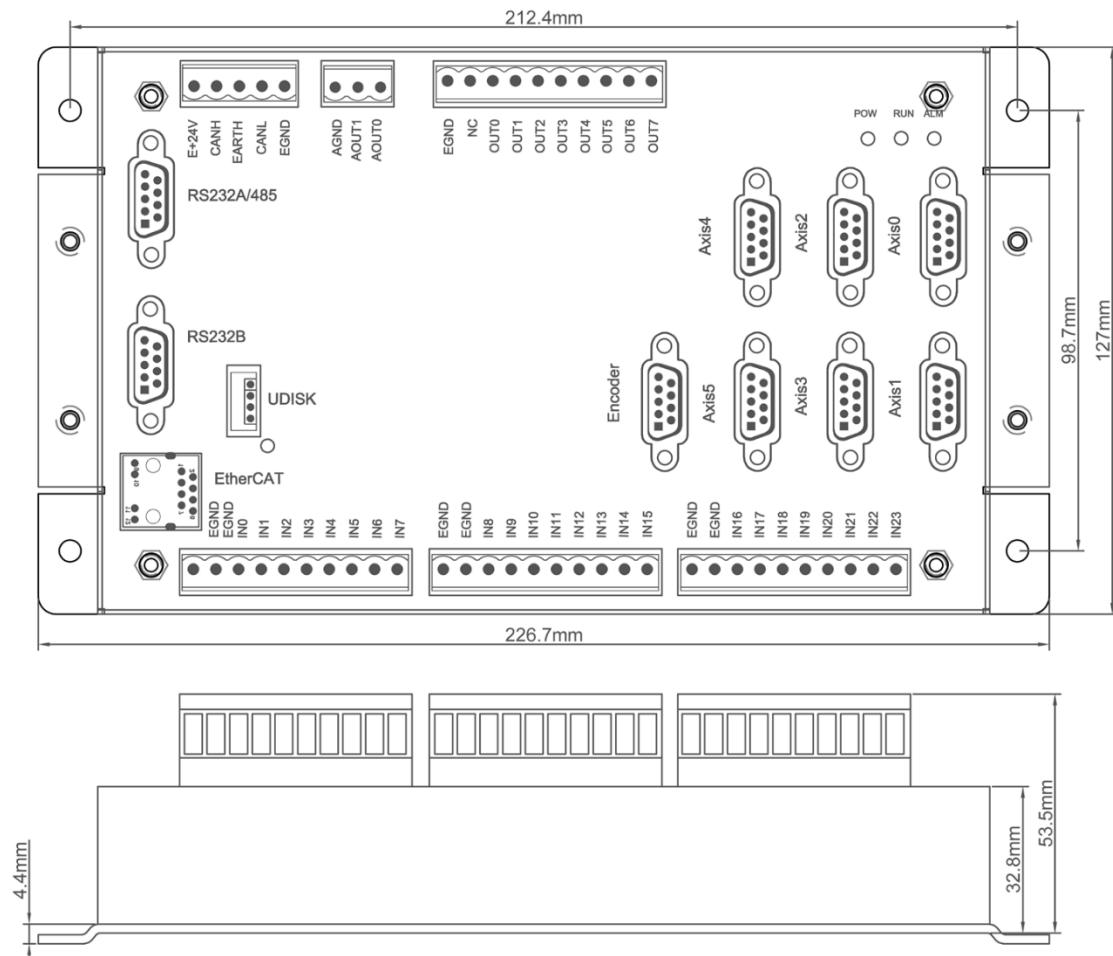 212.4mm
E+24V
CANH
EARTH
CANL
EGND
AGND
AOUT1
AOUT0
EGND
NC
OUT0
OUT1
OUT2
OUT3
OUT4
OUT5
OUT6
OUT7
POW RUN ALM
RS232A/485
Axis4
Axis2
Axis0
98.7mm
127mm
RS232B
UDISK
Encoder
Axis5
Axis3
Axis1
EtherCAT
EGND
EGND
IN0
IN1
IN2
IN3
IN4
IN5
IN6
IN7
EGND
EGND
IN8
IN9
IN10
IN11
IN12
IN13
IN14
IN15
EGND
EGND
IN16
IN17
IN18
IN19
IN20
IN21
IN22
IN23
226.7mm
4.4mm
32.8mm
53.5mm